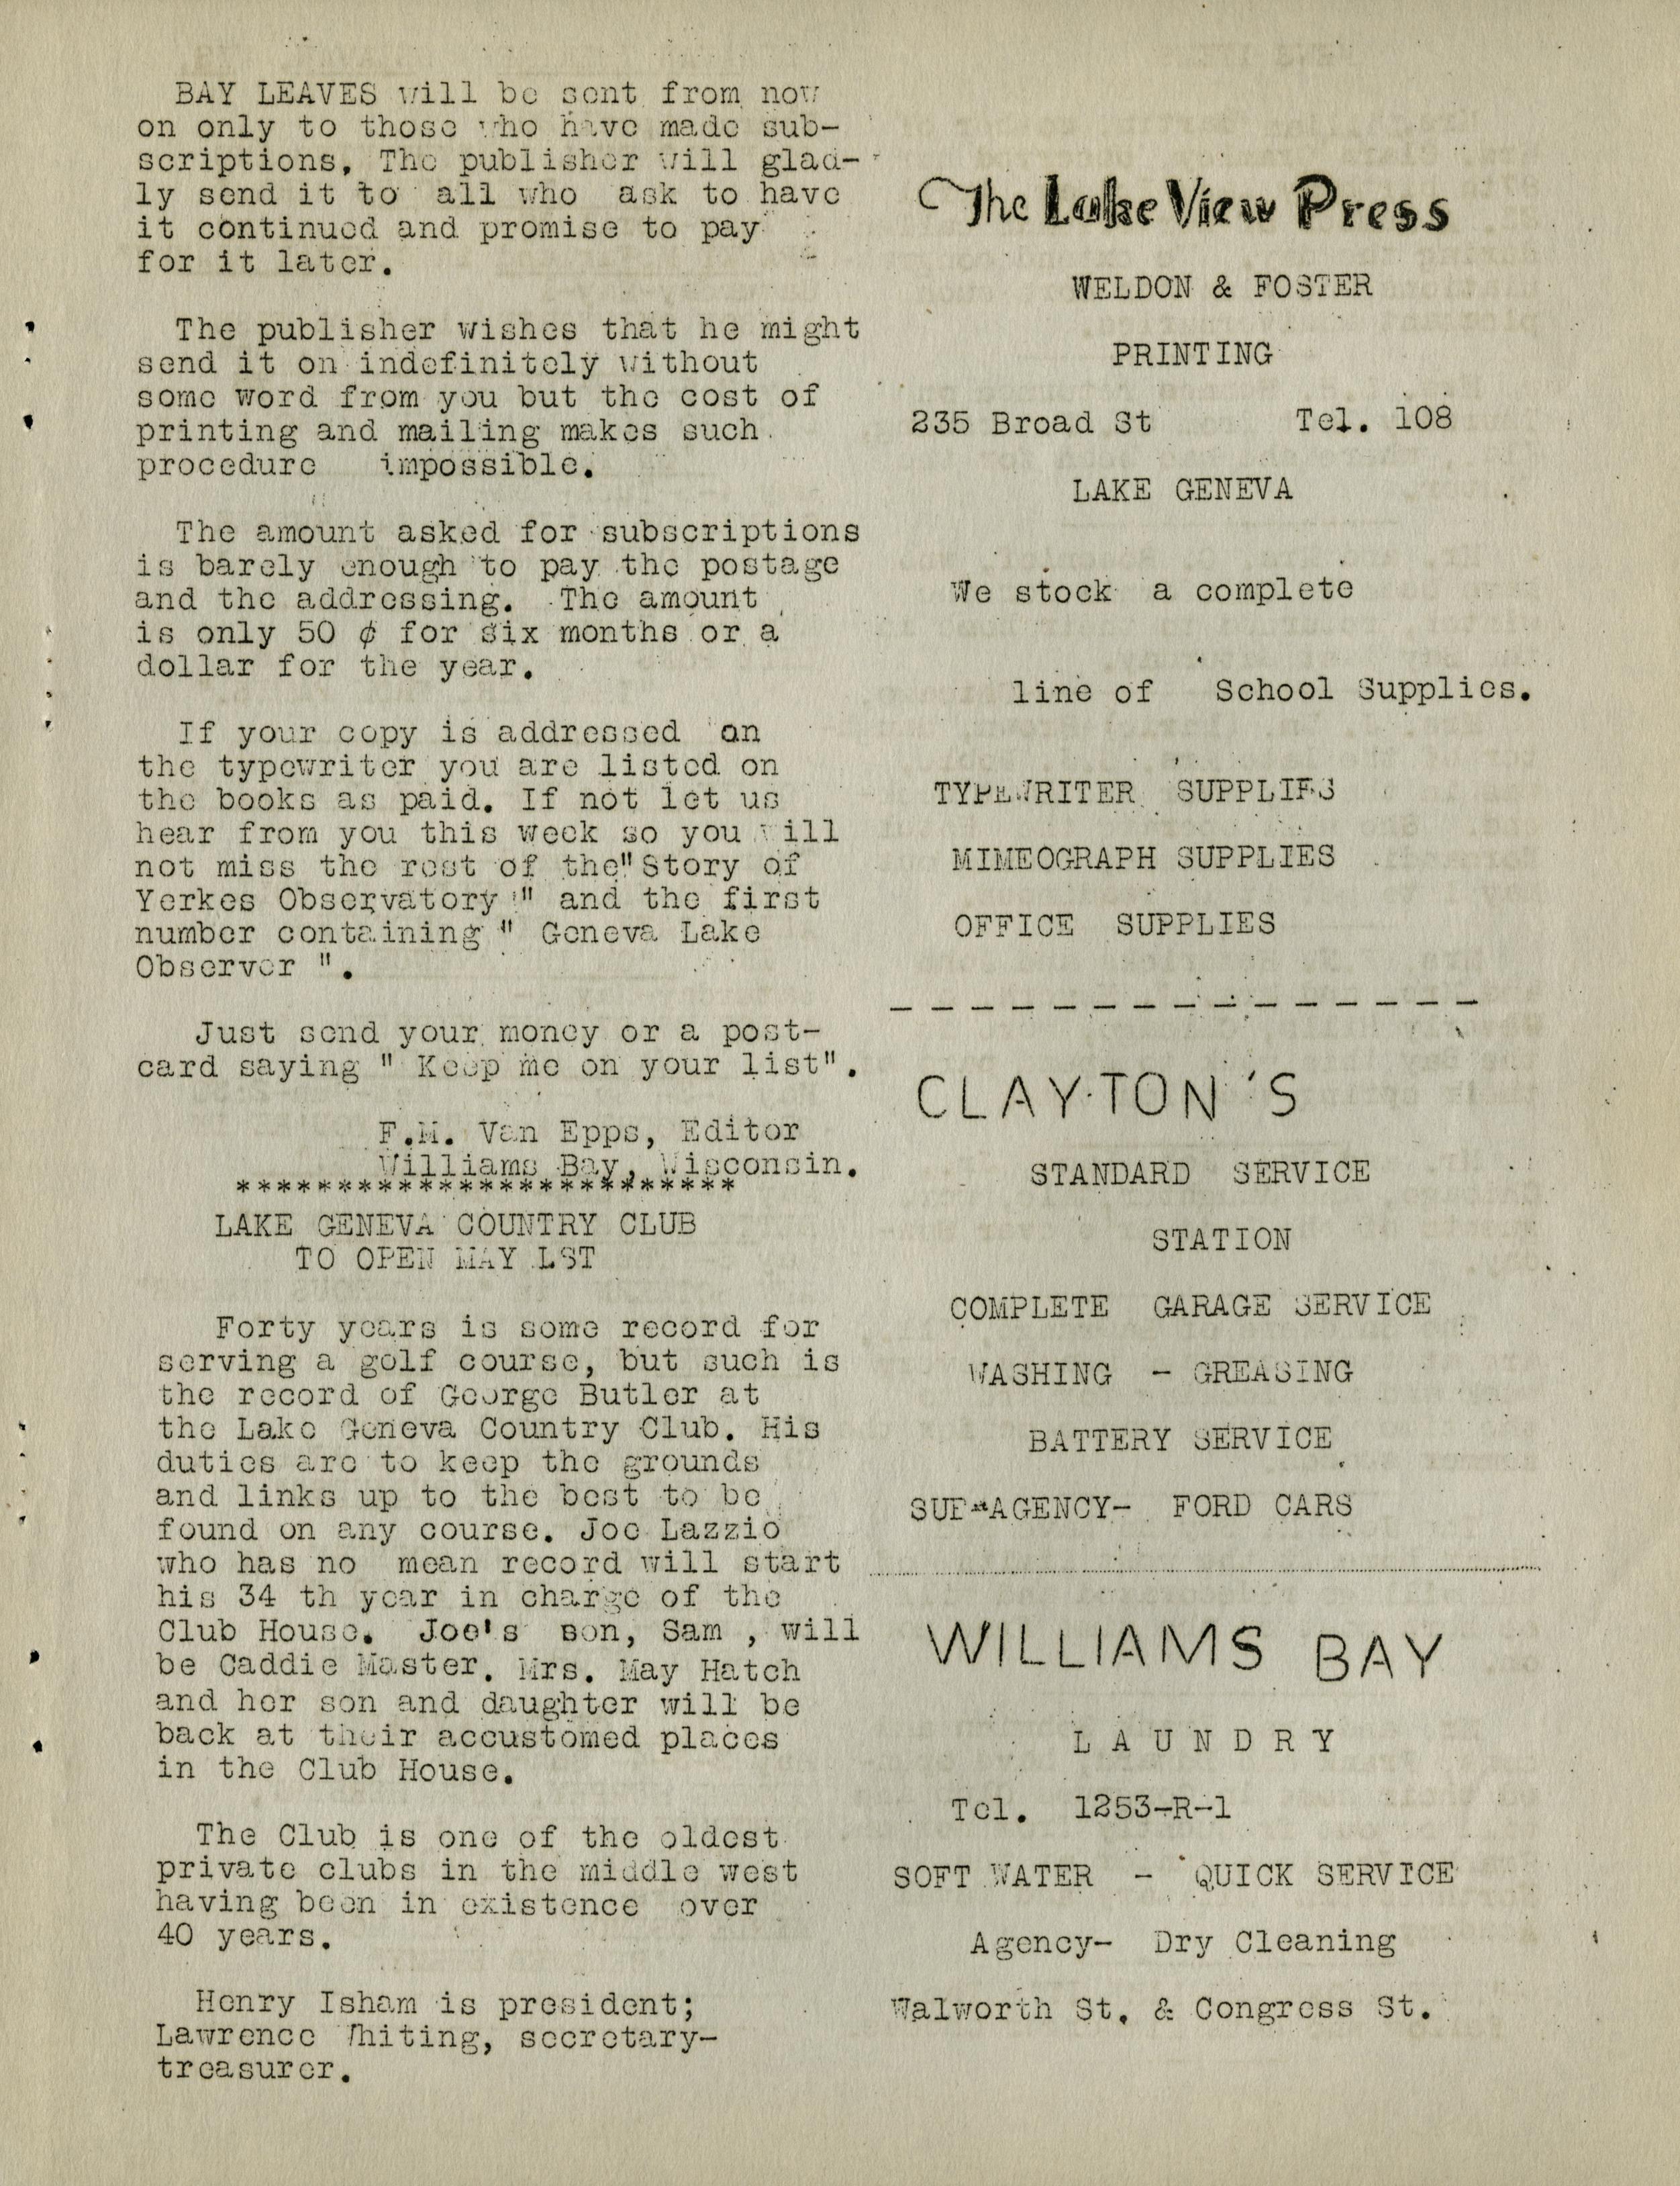 BAY LEAVES will be sent from now
on only to those who have made sub-
scriptions. The publisher will glad-
ly send it to all who ask to have
it continued and promise to pay
for it later.
The publisher wishes that he might
send it on indefinitely without
some word from you but the cost of
printing and mailing makes such
procedure impossible.
The amount asked for subscriptions
is barely enough to pay the postage
and the addressing. The amount
is only 50 ¢ for six months or a
dollar for the year.
If your copy is addressed on
the typewriter you are listed on
the books as paid. If not let us
hear from you this week so you will
not miss the rest of the "Story of
Yerkes Observatory " and the first
number containing " Geneva Lake
Observer ".
Just send your money or a post-
card saying " Keep me on your list".
F.M. Van Epps, Editor
Williams Bay, Wisconsin.
*************************
LAKE GENEVA COUNTRY CLUB
TO OPEN MAY LST
Forty years is some record for
serving a golf course, but such is
the record of George Butler at
the Lake Geneva Country Club. His
duties are to keep the grounds
and links up to the best to be
found on any course. Joe Lazzio
who has no mean record will start
his 34 th year in charge of the
Club House. Joe's son, Sam , will
be Caddie Master. Mrs. May Hatch
and her son and daughter will be
back at their accustomed places
in the Club House.
The Club is one of the oldest
private clubs in the middle west
having been in existence over
40 years.
Henry Isham is president;
Lawrence Whiting, secretary-
treasurer.
The Lake View Press
WELDON & FOSTER
PRINTING
235 Broad St Tel. 108
LAKE GENEVA
We stock a complete
line of School Supplies.
TYPEWRITER SUPPLIES
MIMEOGRAPH SUPPLIES
OFFICE SUPPLIES
- - - - - - - - - - - - - - -
CLAYTON'S
STANDARD SERVICE
STATION
COMPLETE GARAGE SERVICE
WASHING - GREASING
BATTERY SERVICE
SUB-AGENCY- FORD CARS
WILLIAMS BAY
L A U N D R Y
Tel. 1253-R-1
SOFT WATER - QUICK SERVICE
Agency- Dry Cleaning
Walworth St. & Congress St.